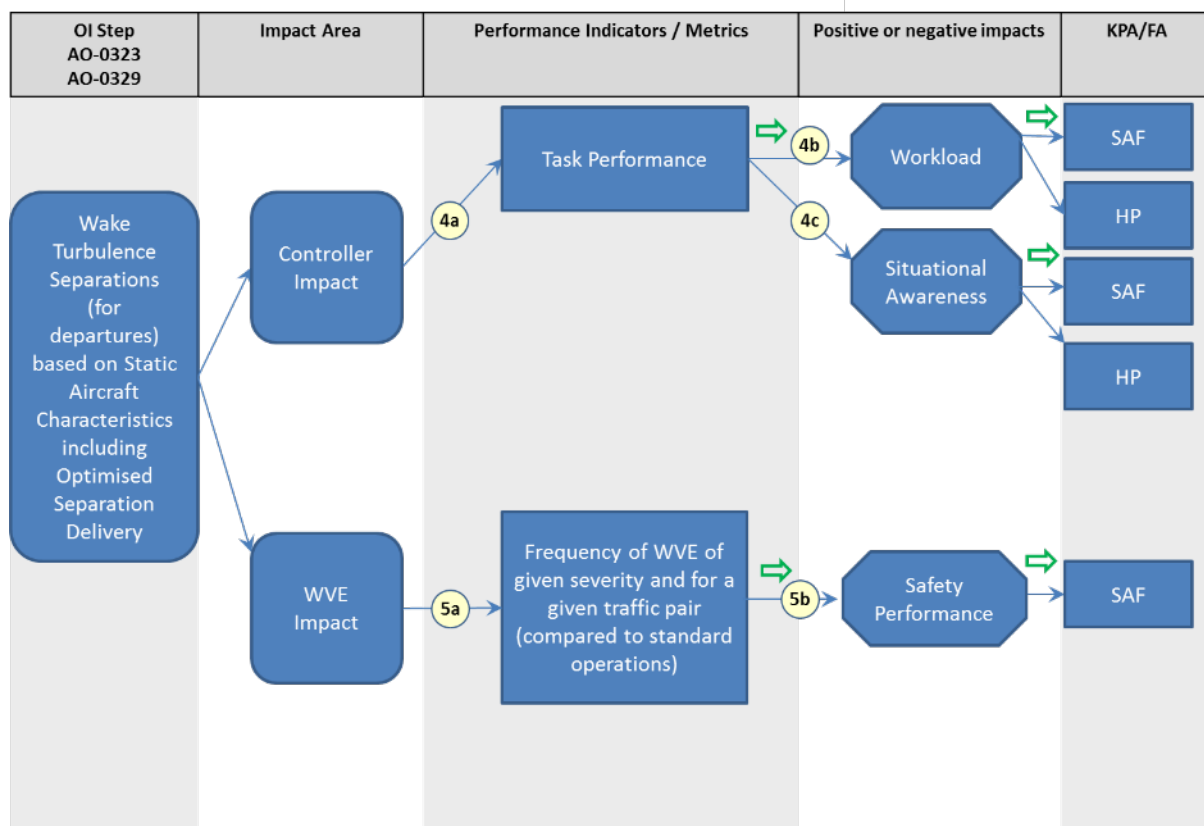 OI Step
AO-0323
AO-0329
Impact Area
Performance Indicators / Metrics
Positive or negative impacts
KPA/FA
Wake
Turbulence
Separations
(for
departures)
based on Static
Aircraft
Characteristics
including
Optimised
Separation
Delivery
Controller
Impact
4a
Task Performance
4b
Workload
SAF
HP
4c
Situational
Awareness
SAF
HP
WVE
Impact
5a
Frequency of WVE of
given severity and for a
given traffic pair
(compared to standard
operations)
5b
Safety
Performance
SAF